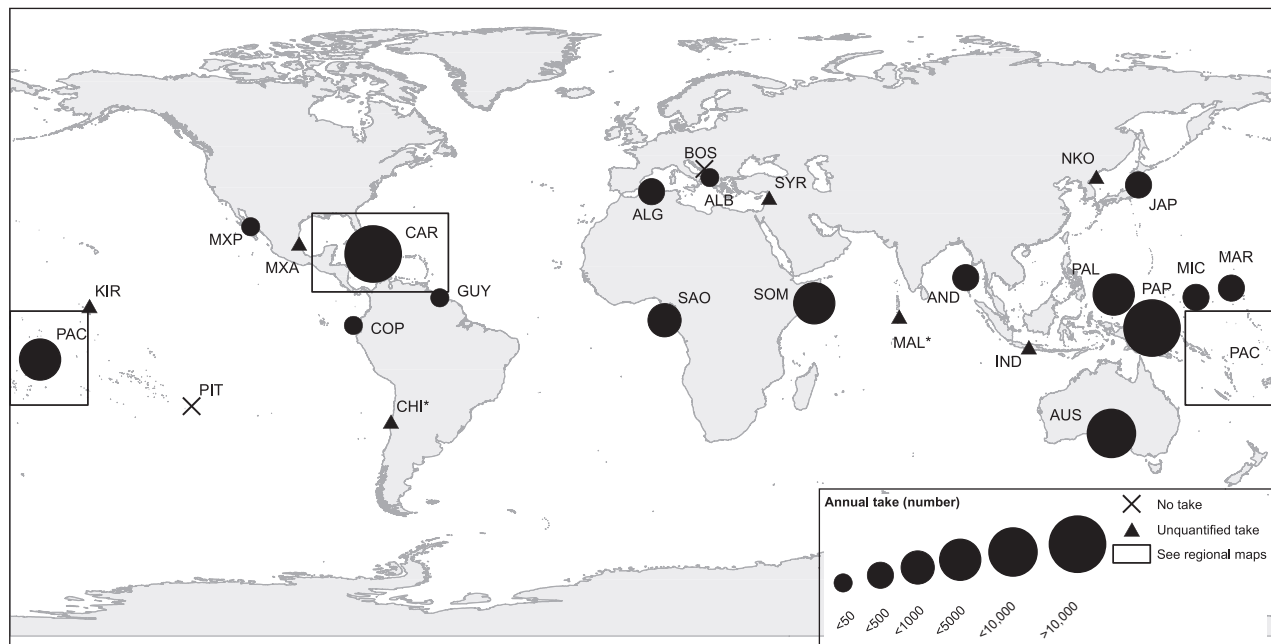 BOS
NKO
SYR
ALB
ALG
JAP
MXP
CAR
MXA
MAR
PAL
MIC
KIR
GUY
SAO
SOM
AND
PAP
COP
PAC
MAL*
PAC
IND
PIT
CHI*
AUS
Annual take (number)
No take
Unquantified take
See regional maps
<50
<500
<1000
<5000
<10,000
>10,000